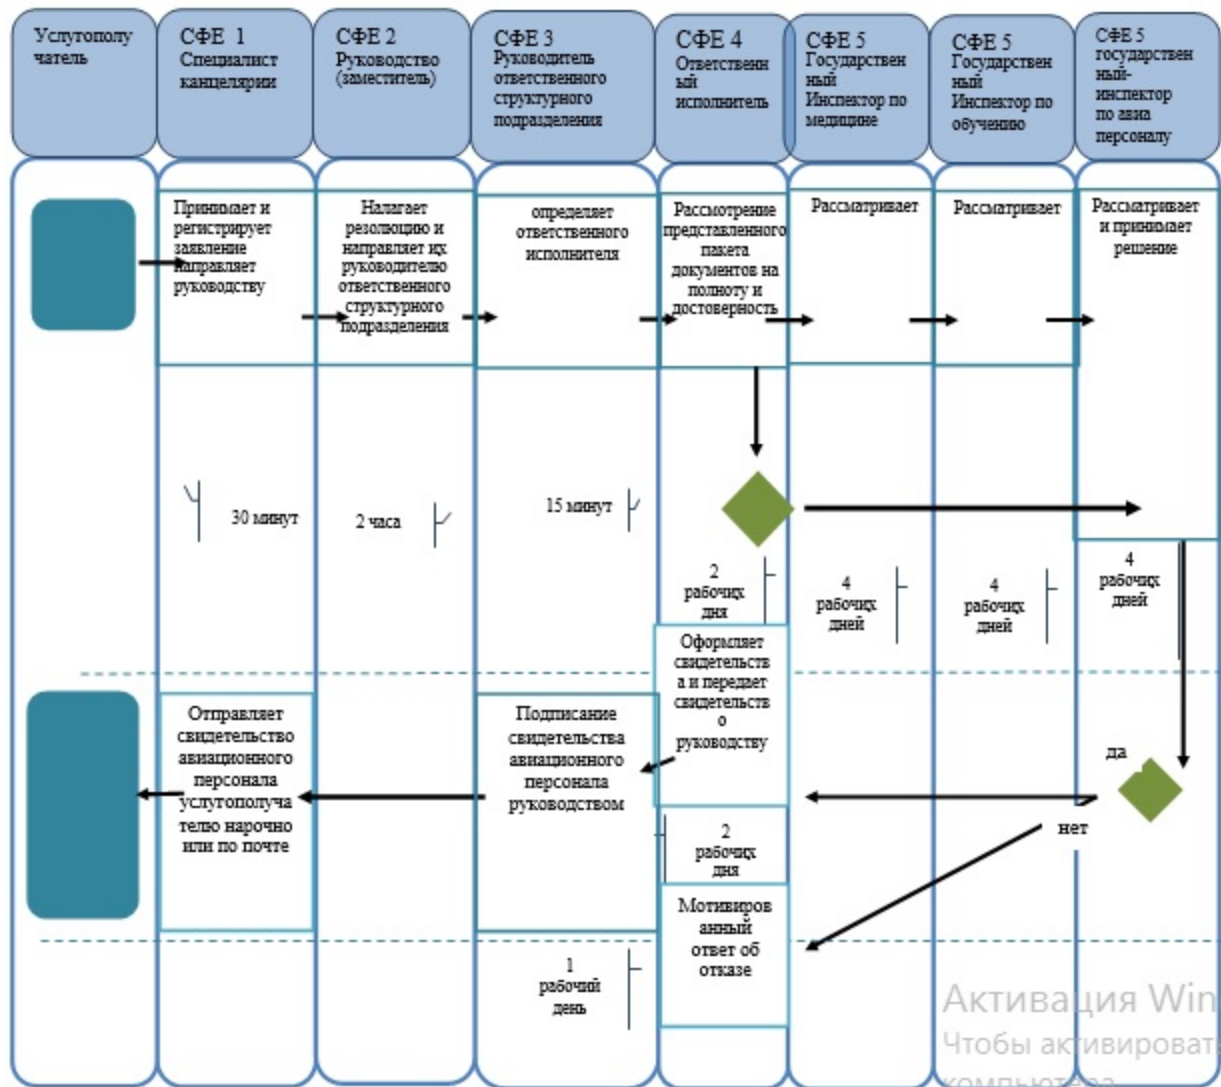 Услугополу
чатель
СФЕ 1
Специалист
канцелярии
СФЕ 2
Руководство
(заместитель)
СФЕ 3
Руководитель
ответственного
структурного
подразделения
СФЕ 4
Ответственн
ый
исполнитель
СФЕ 5
Государствен
ный
Инспектор по
медицине
СФЕ 5
Государствен
ный
Инспектор по
обучению
СФЕ 5
государствен
ный-
инспектор
по авиа
персоналу
Принимает и
регистрирует
заявление
направляет
руководству
Налагает
резолюцию и
направляет их
руководителю
ответственного
структурного
подразделения
определяет
ответственного
исполнителя
Рассмотрение
представленного
пакета
документов на
полноту и
достоверность
Рассматривает
Рассматривает
Рассматривает
и принимает
решение
30 минут
2 часа
15 минут
2
рабочих
дня
4
рабочих
дней
4
рабочих
дней
4
рабочих
дней
Оформляет
свидетельств
а и передает
свидетельств
о
руководству
Отправляет
свидетельство
авиационного
персонала
услугополуча
телю нарочно
или по почте
Подписание
свидетельства
авиационного
персонала
руководством
да
нет
2
рабочих
дня
Мотивиров
анный
ответ об
отказе
1
рабочий
день
Активация Win
Чтобы активировать
компьютера